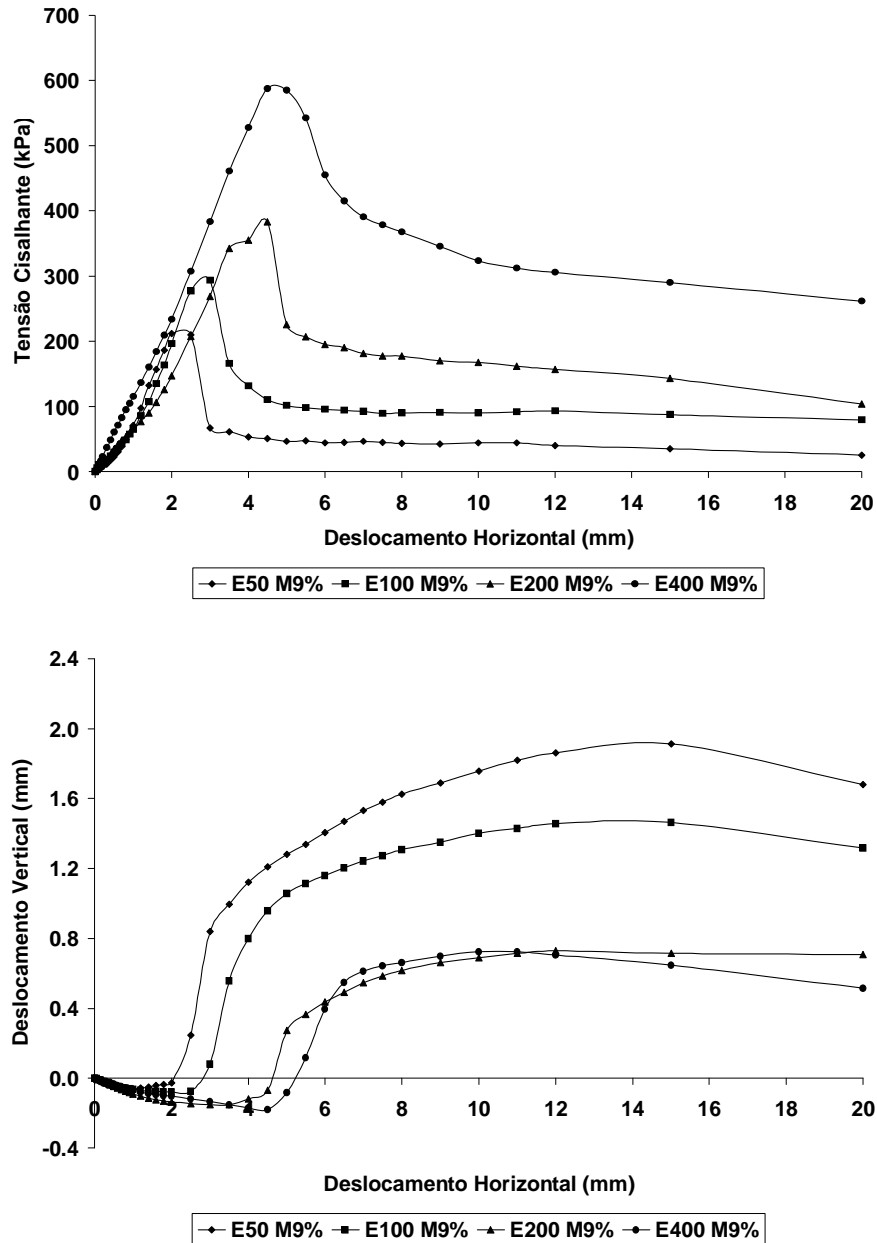 700
600
500
400
300
200
100
0
Tensão Cisalhante (kPa)
0 2 4 6 8 10 12 14 16 18 20
Deslocamento Horizontal (mm)
E50 M9% E100 M9% E200 M9% E400 M9%
2.4
2.0
1.6
1.2
0.8
0.4
0.0
-0.4
Deslocamento Vertical (mm)
0 2 4 6 8 10 12 14 16 18 20
Deslocamento Horizontal (mm)
E50 M9% E100 M9% E200 M9% E400 M9%